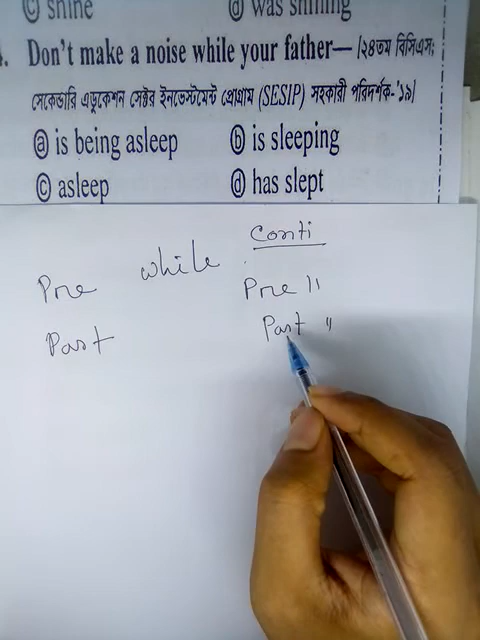 ⓒ shine ⓓ was shining
. Don't make a noise while your father— [২৪তম বিসিএস;
সেকেন্ডারি এডুকেশন সেক্টর ইনভেস্টমেন্ট প্রোগ্রাম (SESIP) সহকারী পরিদর্শক-'১৯]
ⓐ is being asleep ⓑ is sleeping
ⓒ asleep ⓓ has slept
Conti
Pre while Pre "
Past Past "